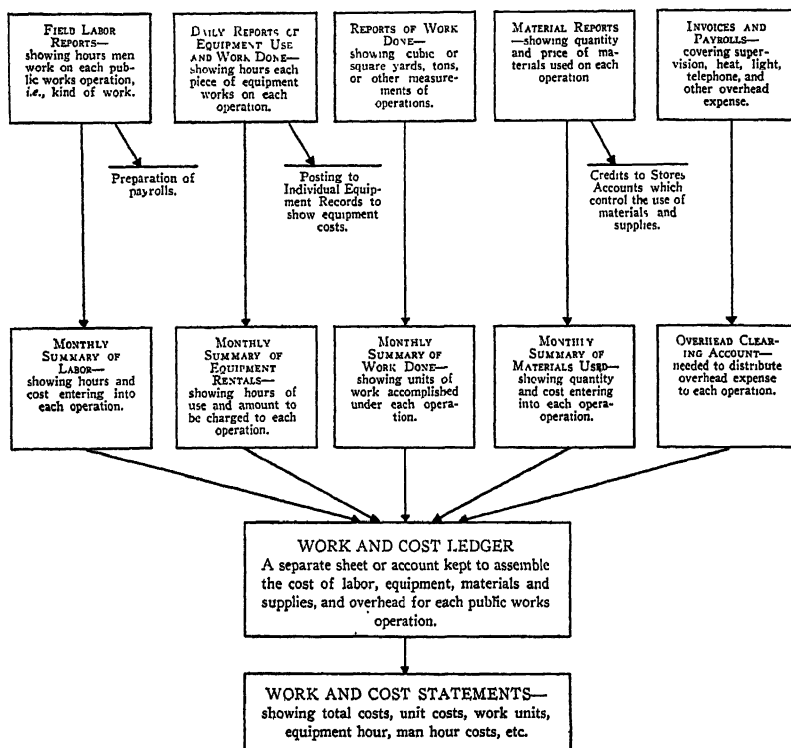 FIELD LABOR
REPORTS—
showing hours men
work on each pub-
lic works operation,
i.e., kind of work.
DAILY REPORTS OF
EQUIPMENT USE
AND WORK DONE—
showing hours each
piece of equipment
works on each
operation.
REPORTS OF WORK
DONE—
showing cubic or
square yards, tons,
or other measure-
ments of
operations.
MATERIAL REPORTS
—showing quantity
and price of ma-
terials used on each
operation
INVOICES AND
PAYROLLS—
covering super-
vision, heat, light,
telephone, and
other overhead
expense.
Preparation of
payrolls.
Posting to
Individual Equip-
ment Records to
show equipment
costs.
Credits to Stores
Accounts which
control the use of
materials and
supplies.
MONTHLY
SUMMARY OF
LABOR—
showing hours and
cost entering into
each operation.
MONTHLY
SUMMARY OF
EQUIPMENT
RENTALS—
showing hours of
use and amount to
be charged to each
operation.
MONTHLY
SUMMARY OF
WORK DONE—
showing units of
work accomplished
under each opera-
tion.
MONTHLY
SUMMARY OF
MATERIALS USED—
showing quantity
and cost entering
into each opera-
operation.
OVERHEAD CLEAR-
ING ACCOUNT—
needed to distribute
overhead expense
to each operation.
WORK AND COST LEDGER
A separate sheet or account kept to assemble
the cost of labor, equipment, materials and
supplies, and overhead for each public works
operation.
WORK AND COST STATEMENTS—
showing total costs, unit costs, work units,
equipment hour, man hour costs, etc.